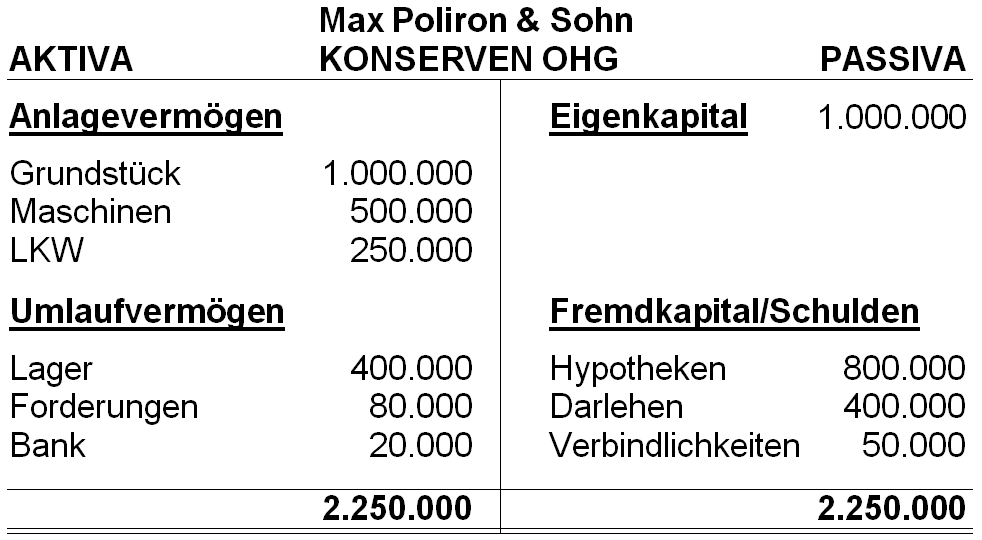 Max Poliron & Sohn
AKTIVA KONSERVEN OHG PASSIVA
Anlagevermögen Eigenkapital 1.000.000
Grundstück 1.000.000
Maschinen 500.000
LKW 250.000
Umlaufvermögen Fremdkapital/Schulden
Lager 400.000 Hypotheken 800.000
Forderungen 80.000 Darlehen 400.000
Bank 20.000 Verbindlichkeiten 50.000
2.250.000 2.250.000